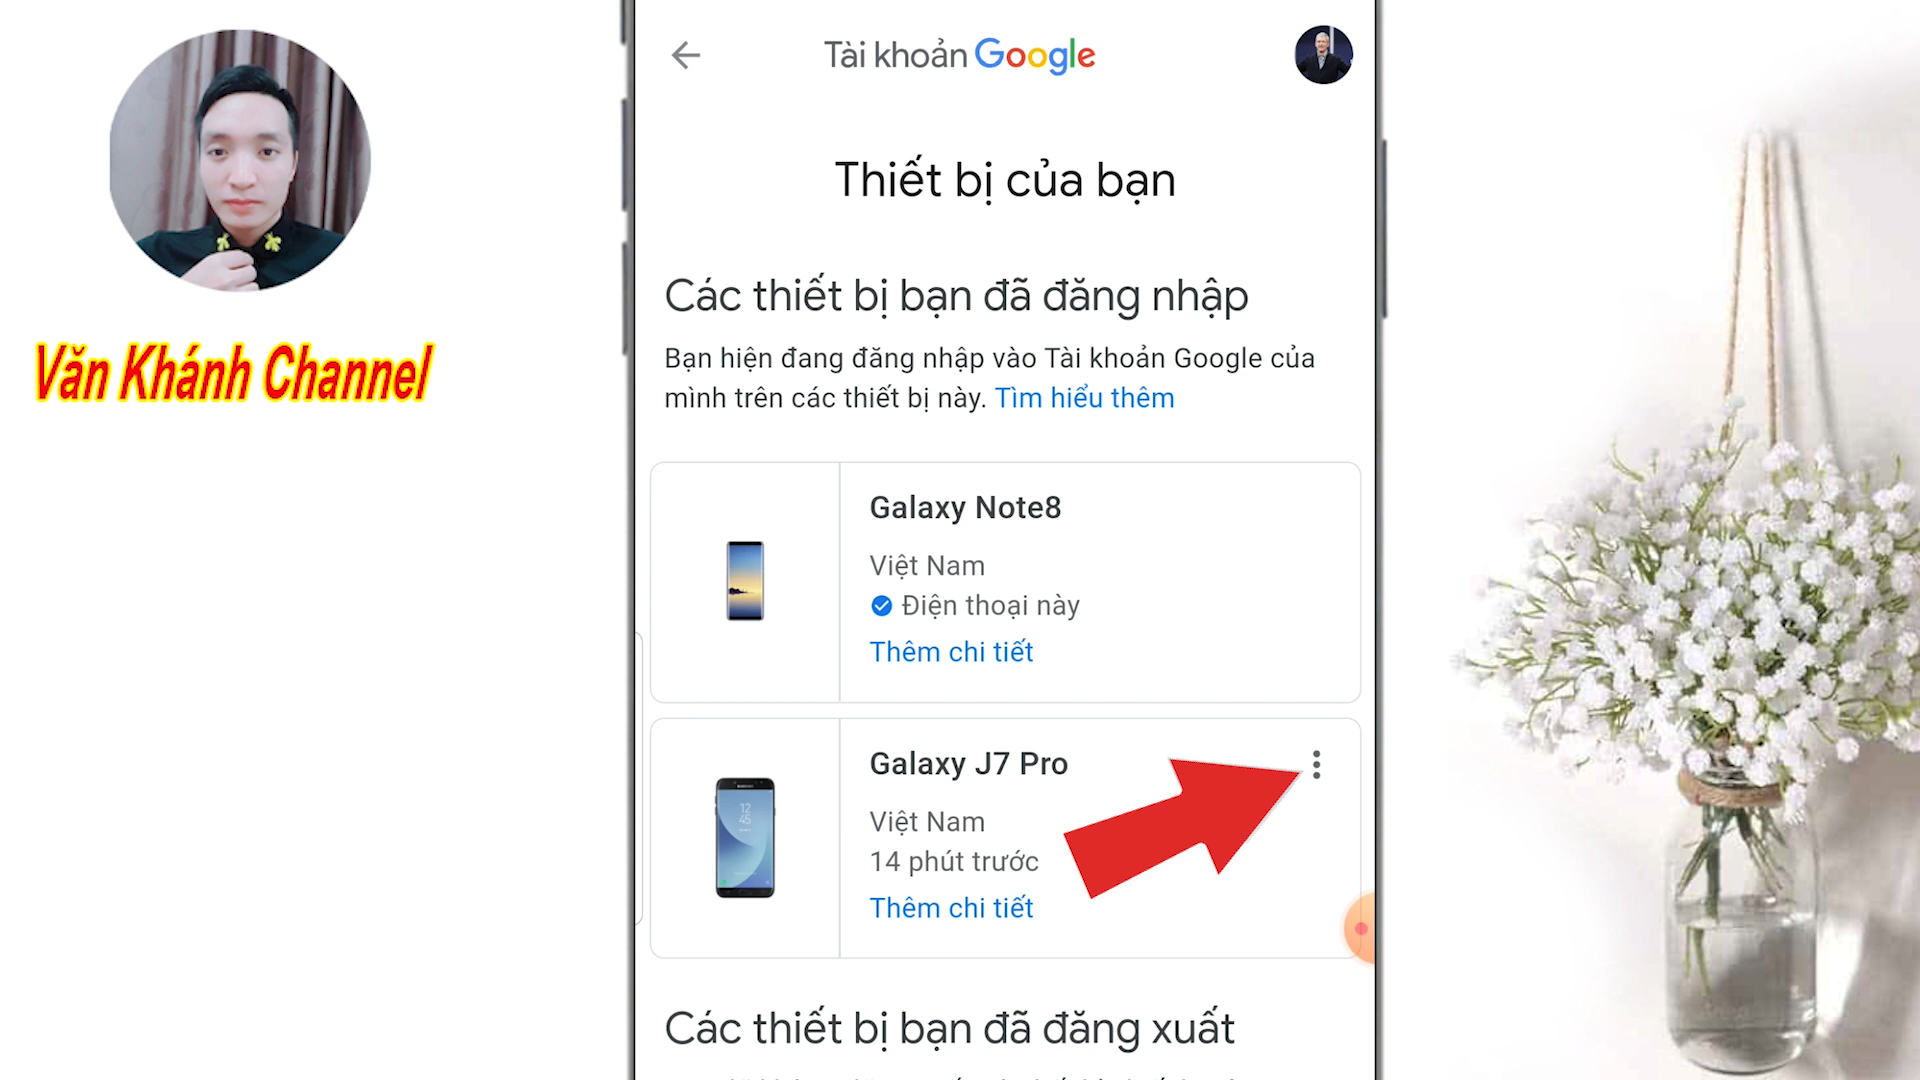 Văn Khánh Channel
Tài khoản Google
Thiết bị của bạn
Các thiết bị bạn đã đăng nhập
Bạn hiện đang đăng nhập vào Tài khoản Google của
mình trên các thiết bị này. Tìm hiểu thêm
Galaxy Note8
Việt Nam
Điện thoại này
Thêm chi tiết
Galaxy J7 Pro
Việt Nam
14 phút trước
Thêm chi tiết
Các thiết bị bạn đã đăng xuất